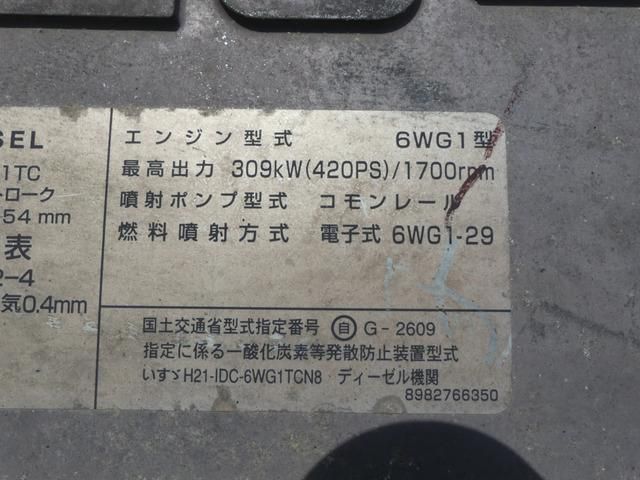 SEL
1TC
トローク
54 mm
表
2-4
気0.4mm
エンジン型式 6WG1型
最高出力 309kW(420PS)/1700rpm
噴射ポンプ型式 コモンレール
燃料噴射方式 電子式 6WG1-29
国土交通省型式指定番号 自 G-2609
指定に係る一酸化炭素等発散防止装置型式
いすゞH21-IDC-6WG1TCN8・ディーゼル機関
8982766350